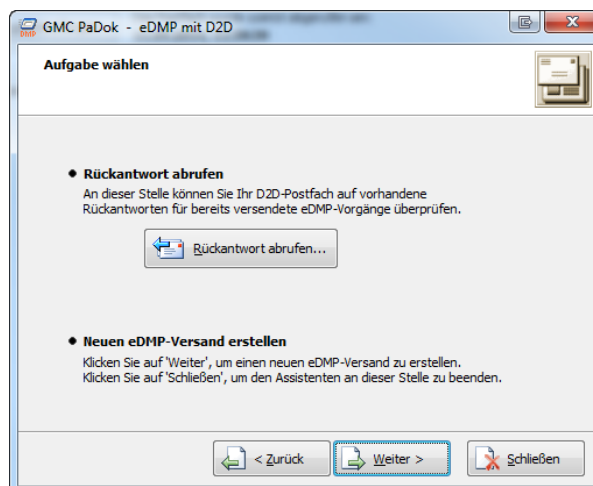 GMC PaDok - eDMP mit D2D
Aufgabe wählen
Rückantwort abrufen
An dieser Stelle können Sie Ihr D2D-Postfach auf vorhandene
Rückantworten für bereits versendete eDMP-Vorgänge überprüfen.
Rückantwort abrufen...
Neuen eDMP-Versand erstellen
Klicken Sie auf 'Weiter', um einen neuen eDMP-Versand zu erstellen.
Klicken Sie auf 'Schließen', um den Assistenten an dieser Stelle zu beenden.
< Zurück
Weiter >
Schließen